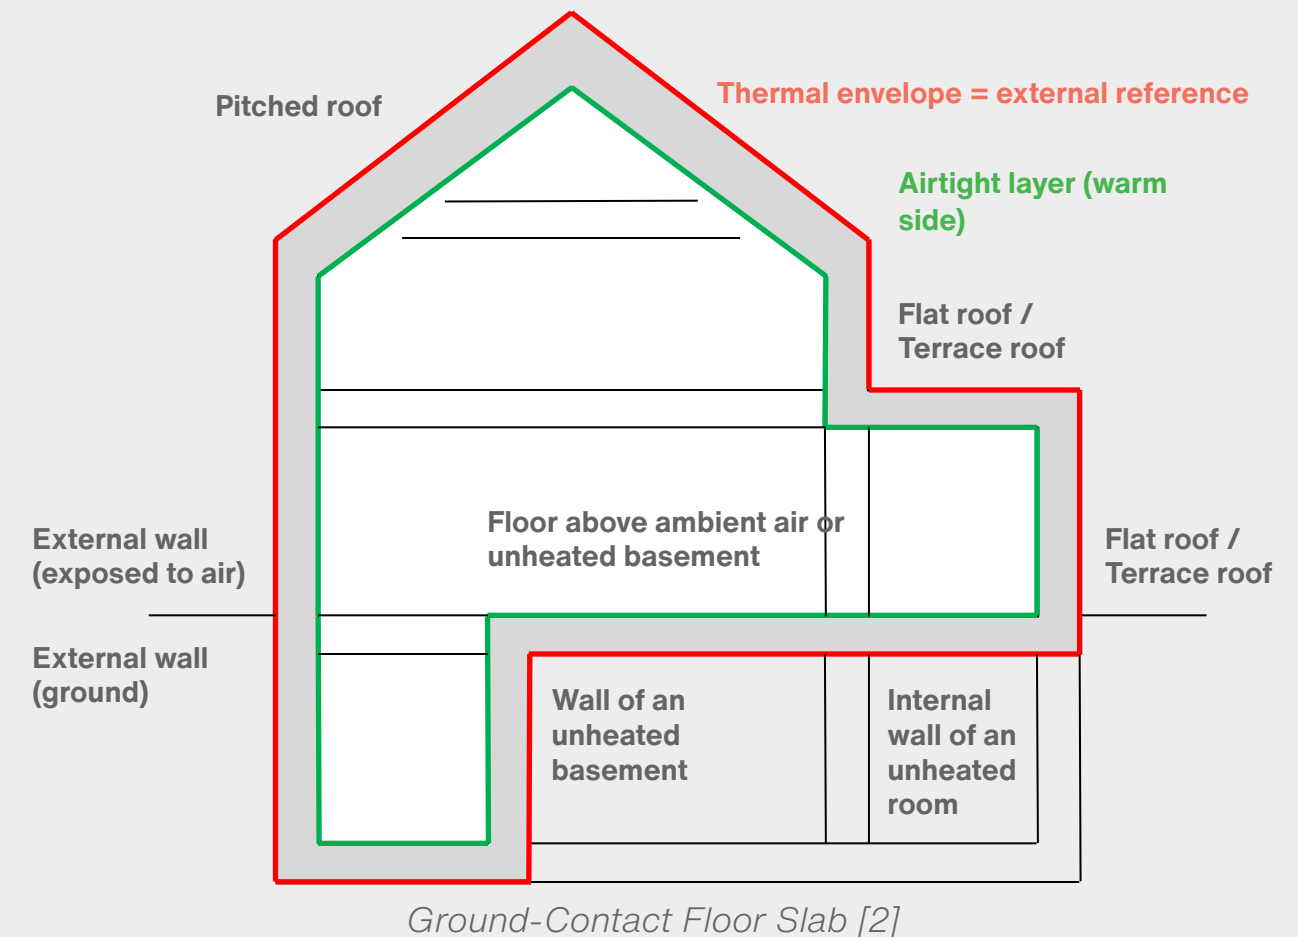 Pitched roof
Thermal envelope = external reference
Airtight layer (warm
side)
Flat roof /
Terrace roof
Floor above ambient air or
unheated basement
External wall
(exposed to air)
Flat roof /
Terrace roof
External wall
(ground)
Wall of an
unheated
basement
Internal
wall of an
unheated
room
Ground-Contact Floor Slab [2]